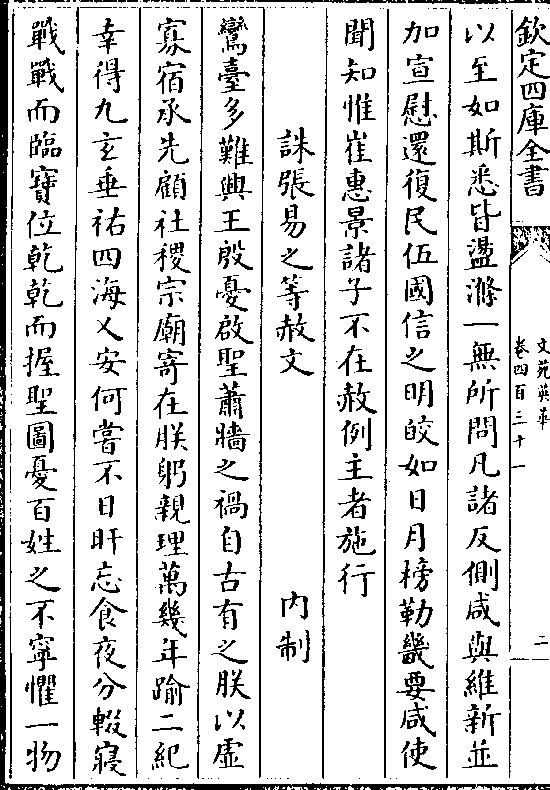 欽定四庫全書
文苑英華
卷四百三十一
二
以至如斯悉皆盪滌一無所問凡諸反側咸與維新並
加宣慰還復民伍國信之明皎如日月榜勒畿要咸使
聞知惟崔惠景諸子不在赦例主者施行
誅張易之等赦文 内制
鸞臺多難興王殷憂啟聖蕭牆之禍自古有之朕以虚
寡宿承先顧社稷宗廟寄在朕躬親理萬幾年踰二紀
幸得九玄垂祐四海乂安何嘗不日旰忘食夜分輟寢
戰戰而臨寶位乾乾而握聖圖憂百姓之不寧懼一物